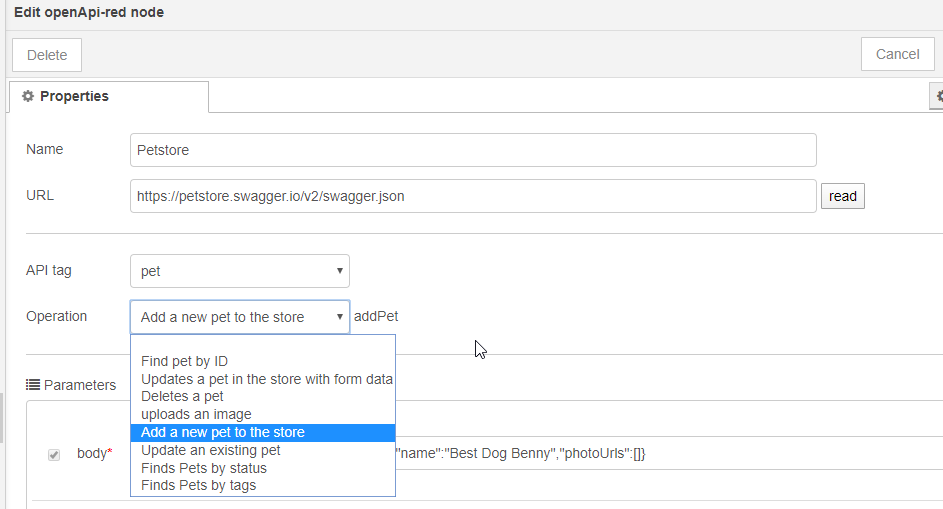 Edit openApi-red node
Delete
Cancel
Properties
Name
Petstore
URL
https://petstore.swagger.io/v2/swagger.json
read
API tag
pet
Operation
Add a new pet to the store
addPet
Find pet by ID
Updates a pet in the store with form data
Deletes a pet
uploads an image
Add a new pet to the store
Update an existing pet
Finds Pets by status
Finds Pets by tags
Parameters
body*
"name":"Best Dog Benny","photoUrls":[]}